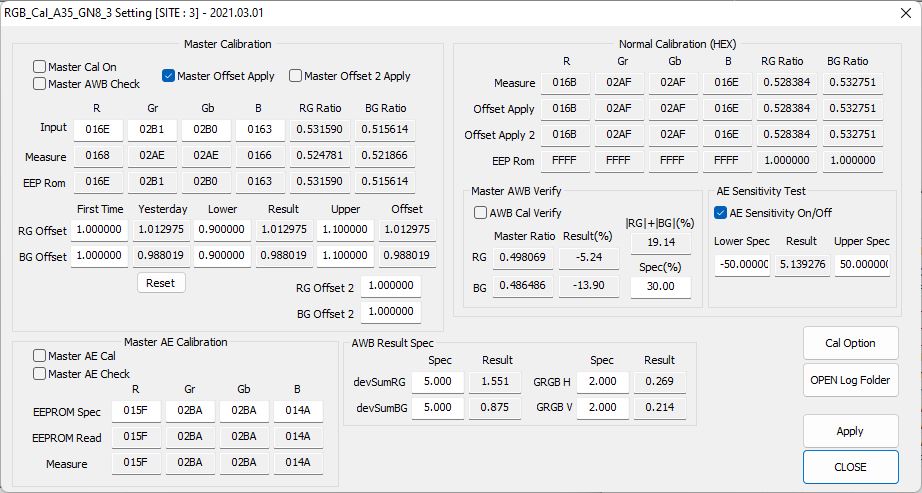 RGB_Cal_A35_GN8_3 Setting [SITE : 3] - 2021.03.01
Master Calibration
Master Cal On
Master AWB Check
Master Offset Apply
Master Offset 2 Apply
R Gr Gb B RG Ratio BG Ratio
Input 016E 02B1 02B0 0163 0.531590 0.515614
Measure 0168 02AE 02AE 0166 0.524781 0.521866
EEP Rom 016E 02B1 02B0 0163 0.531590 0.515614
First Time Yesterday Lower Result Upper Offset
RG Offset 1.000000 1.012975 0.900000 1.012975 1.100000 1.012975
BG Offset 1.000000 0.988019 0.900000 0.988019 1.100000 0.988019
Reset
RG Offset 2 1.000000
BG Offset 2 1.000000
Normal Calibration (HEX)
R Gr Gb B RG Ratio BG Ratio
Measure 016B 02AF 02AF 016E 0.528384 0.532751
Offset Apply 016B 02AF 02AF 016E 0.528384 0.532751
Offset Apply 2 016B 02AF 02AF 016E 0.528384 0.532751
EEP Rom FFFF FFFF FFFF FFFF 1.000000 1.000000
Master AWB Verify
AWB Cal Verify
Master Ratio Result(%)
RG 0.498069 -5.24
BG 0.486486 -13.90
|RG|+|BG|(%)
19.14
Spec(%)
30.00
AE Sensitivity Test
AE Sensitivity On/Off
Lower Spec Result Upper Spec
-50.00000 5.139276 50.00000
Master AE Calibration
Master AE Cal
Master AE Check
R Gr Gb B
EEPROM Spec 015F 02BA 02BA 014A
EEPROM Read 015F 02BA 02BA 014A
Measure 015F 02BA 02BA 014A
AWB Result Spec
Spec Result Spec Result
devSumRG 5.000 1.551 GRGB H 2.000 0.269
devSumBG 5.000 0.875 GRGB V 2.000 0.214
Cal Option
OPEN Log Folder
Apply
CLOSE